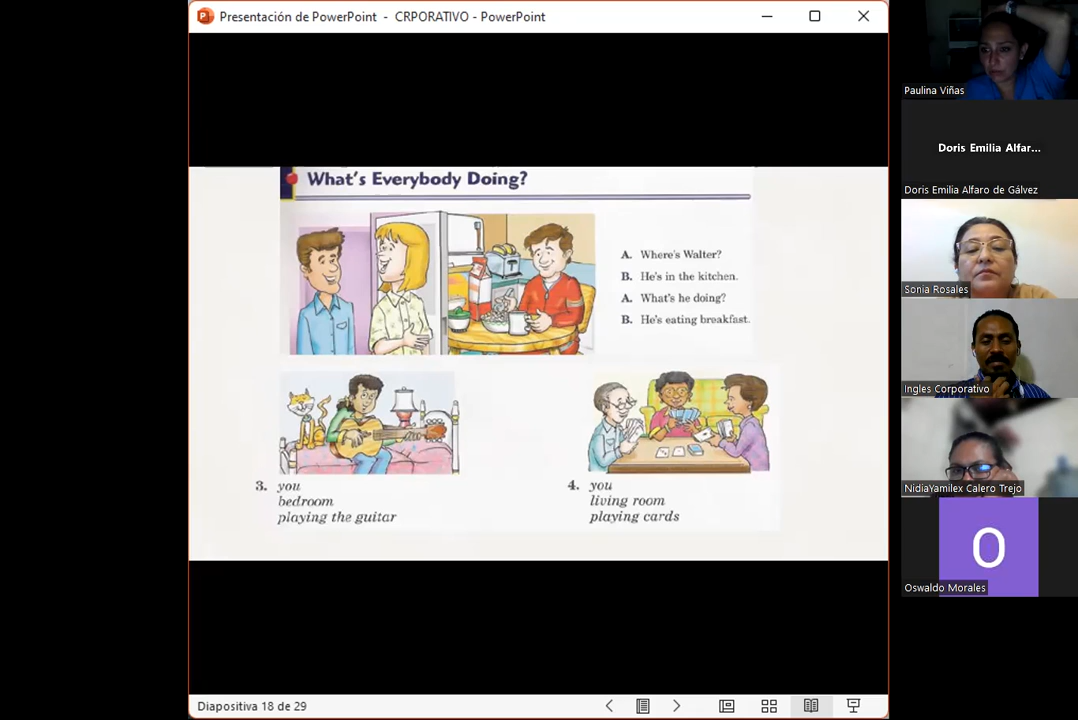 Presentación de PowerPoint - CRPORATIVO - PowerPoint
What's Everybody Doing?
A. Where's Walter?
B. He's in the kitchen.
A. What's he doing?
B. He's eating breakfast.
3. you
bedroom
playing the guitar
4. you
living room
playing cards
Diapositiva 18 de 29
Paulina Viñas
Doris Emilia Alfar...
Doris Emilia Alfaro de Gálvez
Sonia Rosales
Ingles Corporativo
NidiaYamilex Calero Trejo
O
Oswaldo Morales